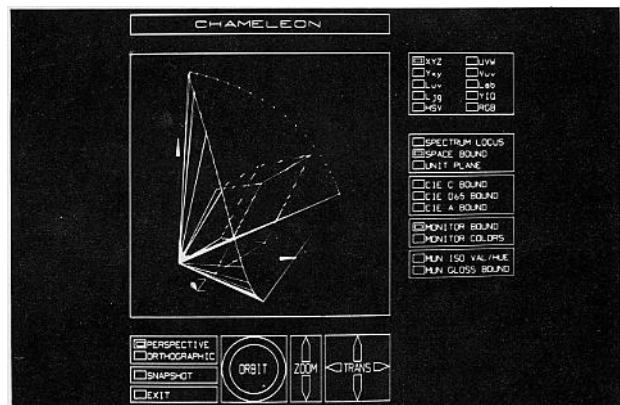 CHAMELEON
XYZ UVW
Yxy Vuv
Luv Lab
Ljg YIQ
HSV RGB
SPECTRUM LOCUS
SPACE BOUND
UNIT PLANE
CIE C BOUND
CIE D65 BOUND
CIE A BOUND
MONITOR BOUND
MONITOR COLORS
MUN ISO VAL/HUE
MUN GLOSS BOUND
Z
PERSPECTIVE
ORTHOGRAPHIC
SNAPSHOT
EXIT
ORBIT
ZOOM
TRANS